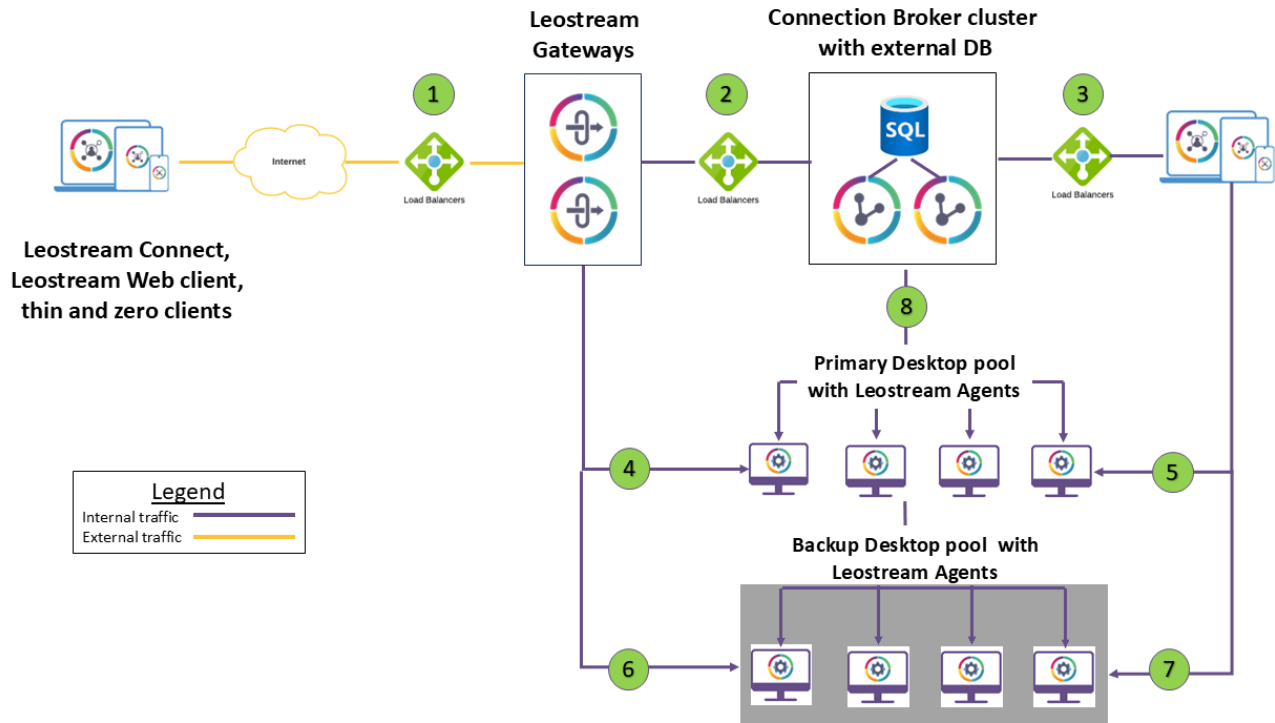 Leostream
Gateways
Connection Broker cluster
with external DB
1
2
3
SQL
Internet
Load Balancers
Load Balancers
Load Balancers
Leostream Connect,
Leostream Web client,
thin and zero clients
8
Primary Desktop pool
with Leostream Agents
4
5
Legend
Internal traffic
External traffic
Backup Desktop pool with
Leostream Agents
6
7